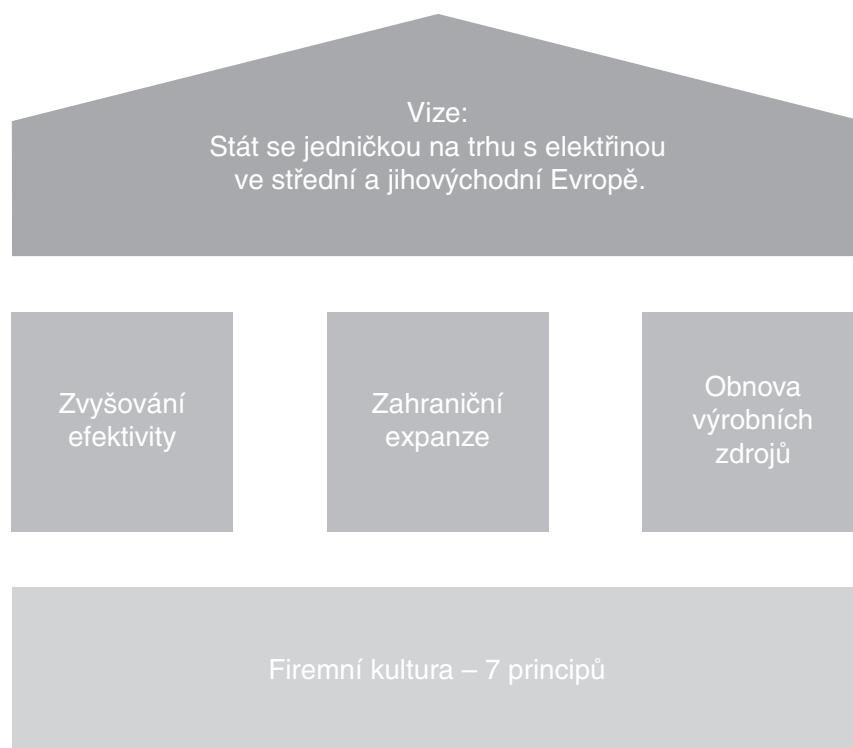 Vize:
Stát se jedničkou na trhu s elektřinou
ve střední a jihovýchodní Evropě.
Zvyšování
efektivity
Zahraniční
expanze
Obnova
výrobních
zdrojů
Firemní kultura – 7 principů